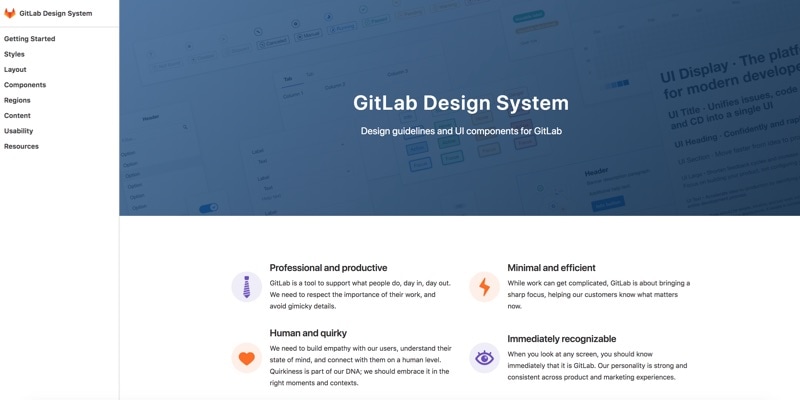 GitLab Design System
Getting Started
Styles
Layout
Components
Regions
Content
Usability
Resources
UI Display · The platf
for modern develope
UI Title · Unifies issues, code
and CD into a single UI
UI Heading · Confidently and rap
Tab
Tab
Header
Header
GitLab Design System
Design guidelines and UI components for GitLab
Professional and productive
GitLab is a tool to support what people do, day in, day out.
We need to respect the importance of their work, and
avoid gimicky details.
Minimal and efficient
While work can get complicated, GitLab is about bringing a
sharp focus, helping our customers know what matters
now.
Human and quirky
We need to build empathy with our users, understand their
state of mind, and connect with them on a human level.
Quirkiness is part of our DNA; we should embrace it in the
right moments and contexts.
Immediately recognizable
When you look at any screen, you should know
immediately that it is GitLab. Our personality is strong and
consistent across product and marketing experiences.